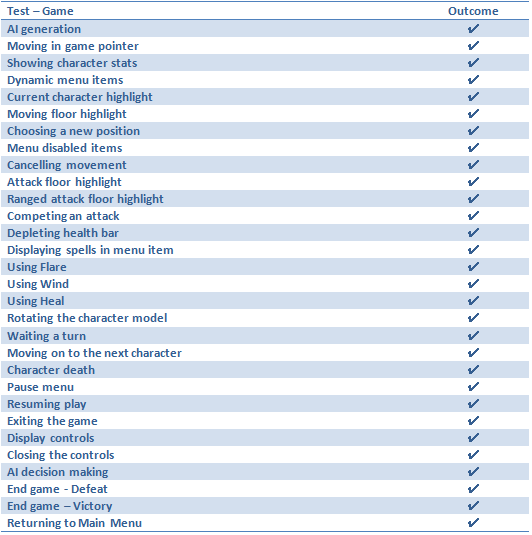 Test – Game Outcome
AI generation ✔
Moving in game pointer ✔
Showing character stats ✔
Dynamic menu items ✔
Current character highlight ✔
Moving floor highlight ✔
Choosing a new position ✔
Menu disabled items ✔
Cancelling movement ✔
Attack floor highlight ✔
Ranged attack floor highlight ✔
Competing an attack ✔
Depleting health bar ✔
Displaying spells in menu item ✔
Using Flare ✔
Using Wind ✔
Using Heal ✔
Rotating the character model ✔
Waiting a turn ✔
Moving on to the next character ✔
Character death ✔
Pause menu ✔
Resuming play ✔
Exiting the game ✔
Display controls ✔
Closing the controls ✔
AI decision making ✔
End game - Defeat ✔
End game – Victory ✔
Returning to Main Menu ✔